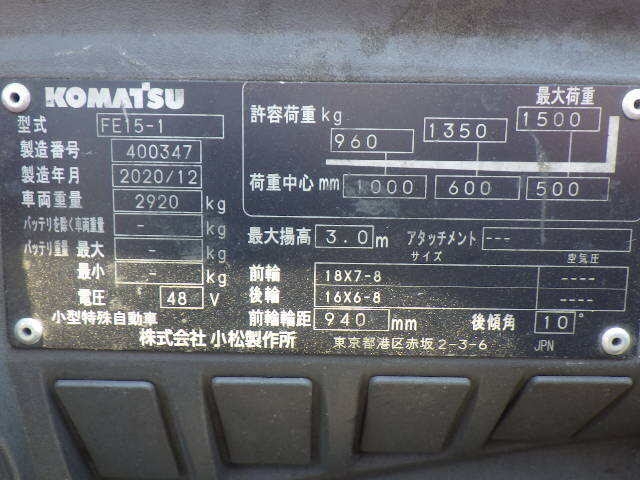 KOMATSU
型式 FE15-1
製造番号 400347
製造年月 2020/12
車両重量 2920 kg
バッテリを除く車両重量 - kg
バッテリ重量 最大 - kg
最小 - kg
電圧 48 V
小型特殊自動車
最大荷重
許容荷重 kg 960 1350 1500
荷重中心 mm 1000 600 500
最大揚高 3.0 m アタッチメント ---
サイズ 空気圧
前輪 18X7-8 ----
後輪 16X6-8 ----
前輪輪距 940 mm 後傾角 10°
株式会社 小松製作所 東京都港区赤坂2-3-6 JPN